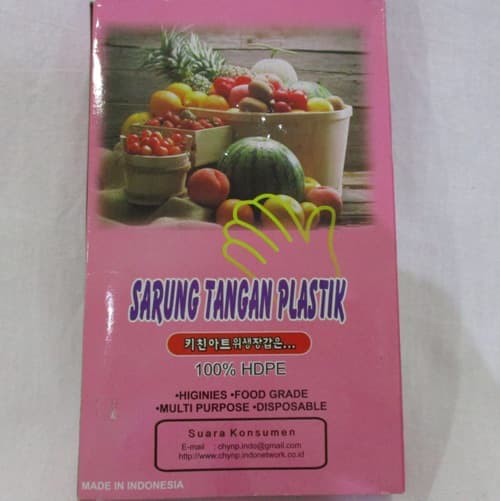 SARUNG TANGAN PLASTIK
키친아트위생장갑은...
100% HDPE
•HIGINIES •FOOD GRADE
•MULTI PURPOSE •DISPOSABLE
Suara Konsumen
E-mail : chynp.indo@gmail.com
http://www.chynp.indonetwork.co.id
MADE IN INDONESIA